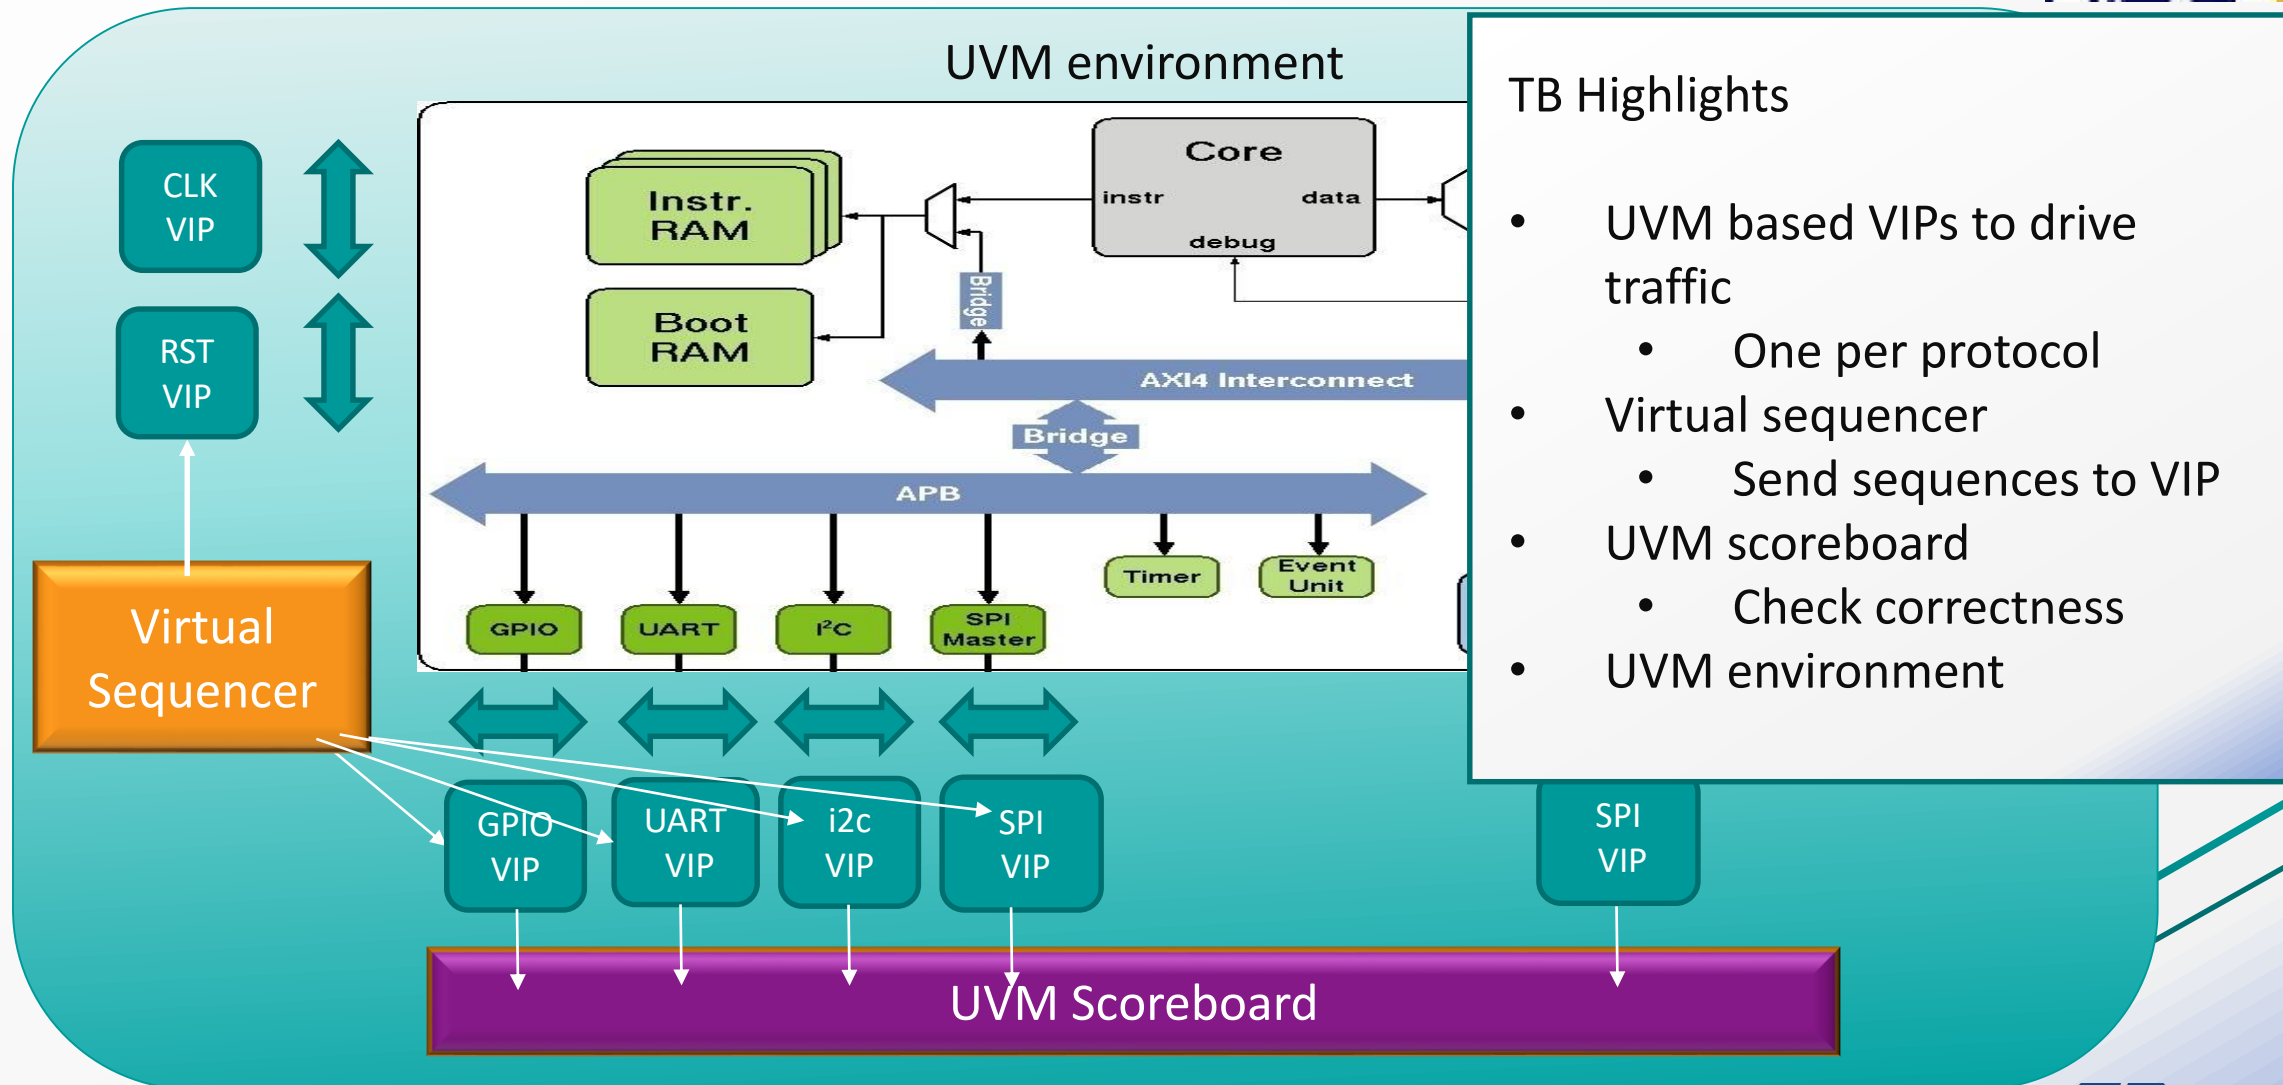 UVM environment
CLK
VIP
RST
VIP
Virtual
Sequencer
Instr.
RAM
Boot
RAM
Core
instr
data
debug
Bridge
AXI4 Interconnect
Bridge
APB
GPIO
UART
I²C
SPI
Master
Timer
Event
Unit
GPIO
VIP
UART
VIP
i2c
VIP
SPI
VIP
SPI
VIP
UVM Scoreboard
TB Highlights
• UVM based VIPs to drive
traffic
• One per protocol
• Virtual sequencer
• Send sequences to VIP
• UVM scoreboard
• Check correctness
• UVM environment